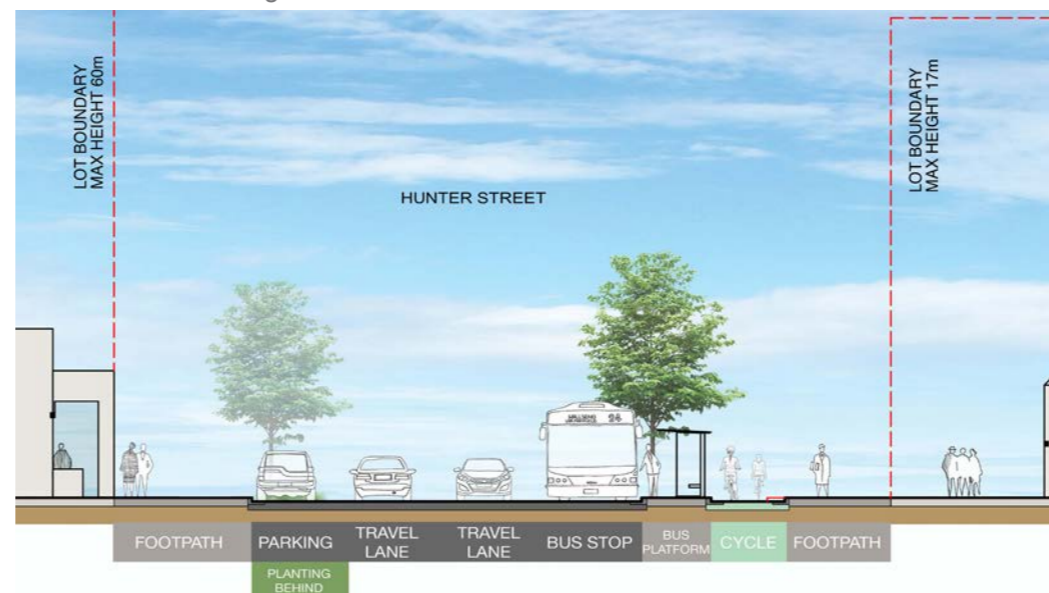 LOT BOUNDARY
MAX HEIGHT 60m
LOT BOUNDARY
MAX HEIGHT 17m
HUNTER STREET
24
FOOTPATH
PARKING
TRAVEL
LANE
TRAVEL
LANE
BUS STOP
BUS
PLATFORM
CYCLE
FOOTPATH
PLANTING
BEHIND